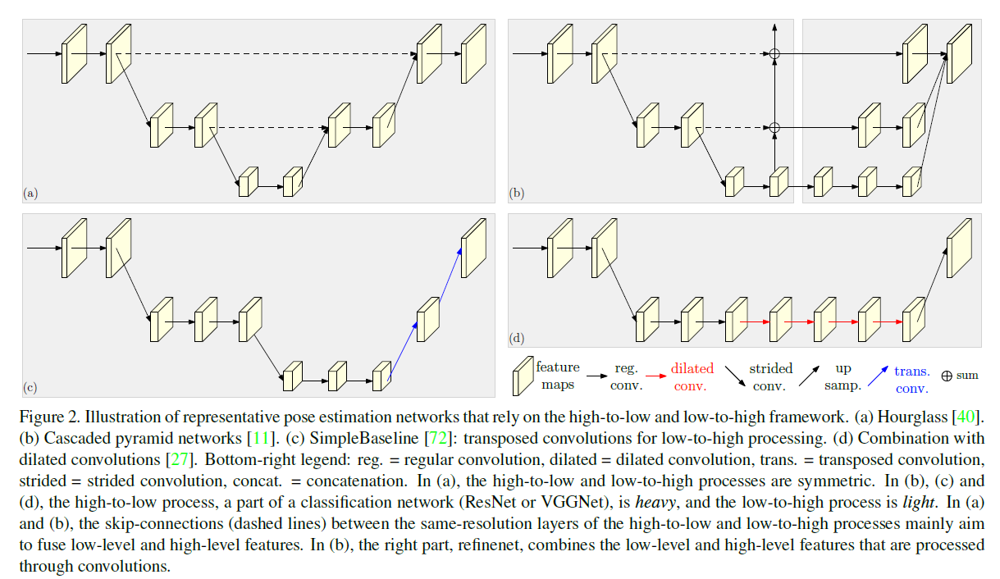 (a)
(b)
(c)
(d)
feature maps
reg. conv.
dilated conv.
strided conv.
up samp.
trans. conv.
⊕ sum
Figure 2. Illustration of representative pose estimation networks that rely on the high-to-low and low-to-high framework. (a) Hourglass [40].
(b) Cascaded pyramid networks [11]. (c) SimpleBaseline [72]: transposed convolutions for low-to-high processing. (d) Combination with
dilated convolutions [27]. Bottom-right legend: reg. = regular convolution, dilated = dilated convolution, trans. = transposed convolution,
strided = strided convolution, concat. = concatenation. In (a), the high-to-low and low-to-high processes are symmetric. In (b), (c) and
(d), the high-to-low process, a part of a classification network (ResNet or VGGNet), is heavy, and the low-to-high process is light. In (a)
and (b), the skip-connections (dashed lines) between the same-resolution layers of the high-to-low and low-to-high processes mainly aim
to fuse low-level and high-level features. In (b), the right part, refinenet, combines the low-level and high-level features that are processed
through convolutions.